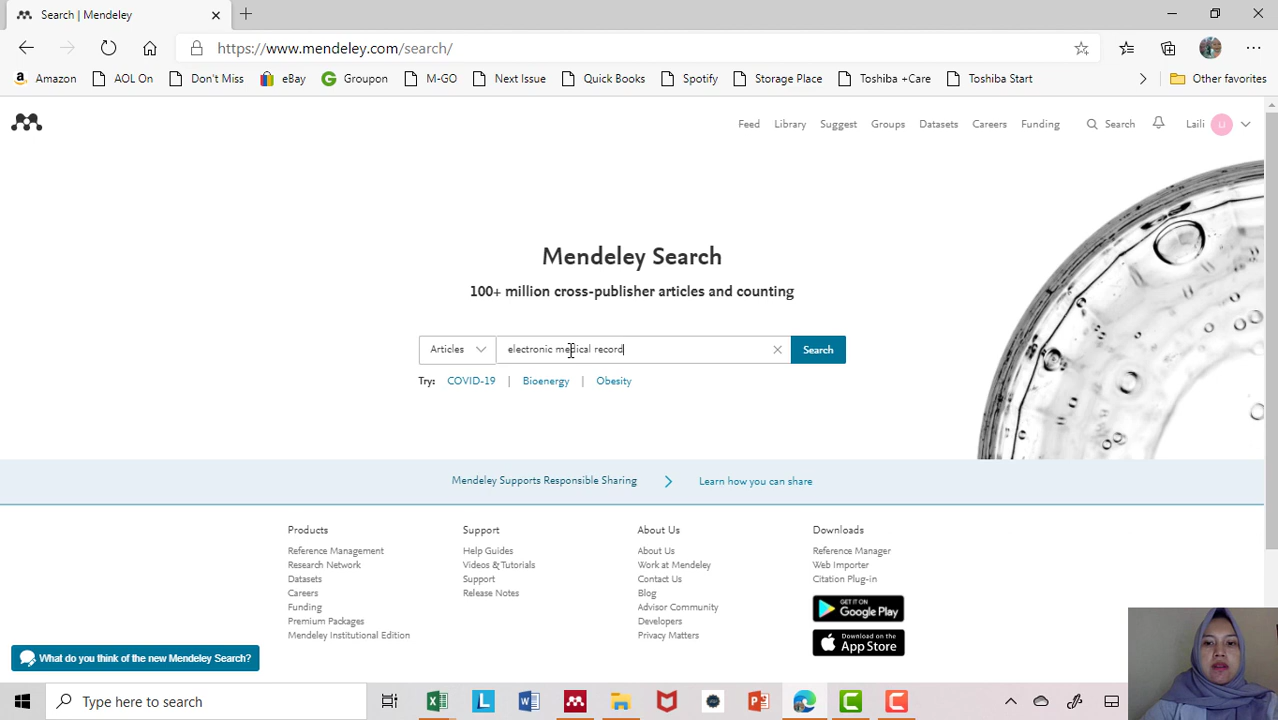 Search | Mendeley
https://www.mendeley.com/search/
Amazon AOL On Don't Miss eBay Groupon M-GO Next Issue Quick Books Spotify Storage Place Toshiba +Care Toshiba Start Other favorites
Feed Library Suggest Groups Datasets Careers Funding Search Laili LI
Mendeley Search
100+ million cross-publisher articles and counting
Articles electronic medical record Search
Try: COVID-19 | Bioenergy | Obesity
Mendeley Supports Responsible Sharing Learn how you can share
Products
Reference Management
Research Network
Datasets
Careers
Funding
Premium Packages
Mendeley Institutional Edition
Support
Help Guides
Videos & Tutorials
Support
Release Notes
About Us
About Us
Work at Mendeley
Contact Us
Blog
Advisor Community
Developers
Privacy Matters
Downloads
Reference Manager
Web Importer
Citation Plug-in
GET IT ON
Google Play
Download on the
App Store
What do you think of the new Mendeley Search?
Type here to search